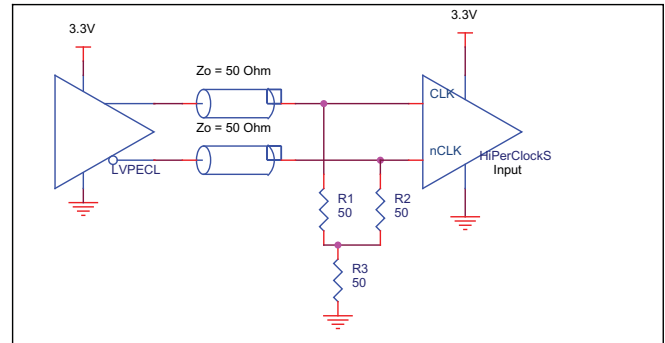 3.3V
3.3V
Zo = 50 Ohm
CLK
Zo = 50 Ohm
nCLK
HiPerClockS
LVPECL
Input
R1
50
R2
50
R3
50